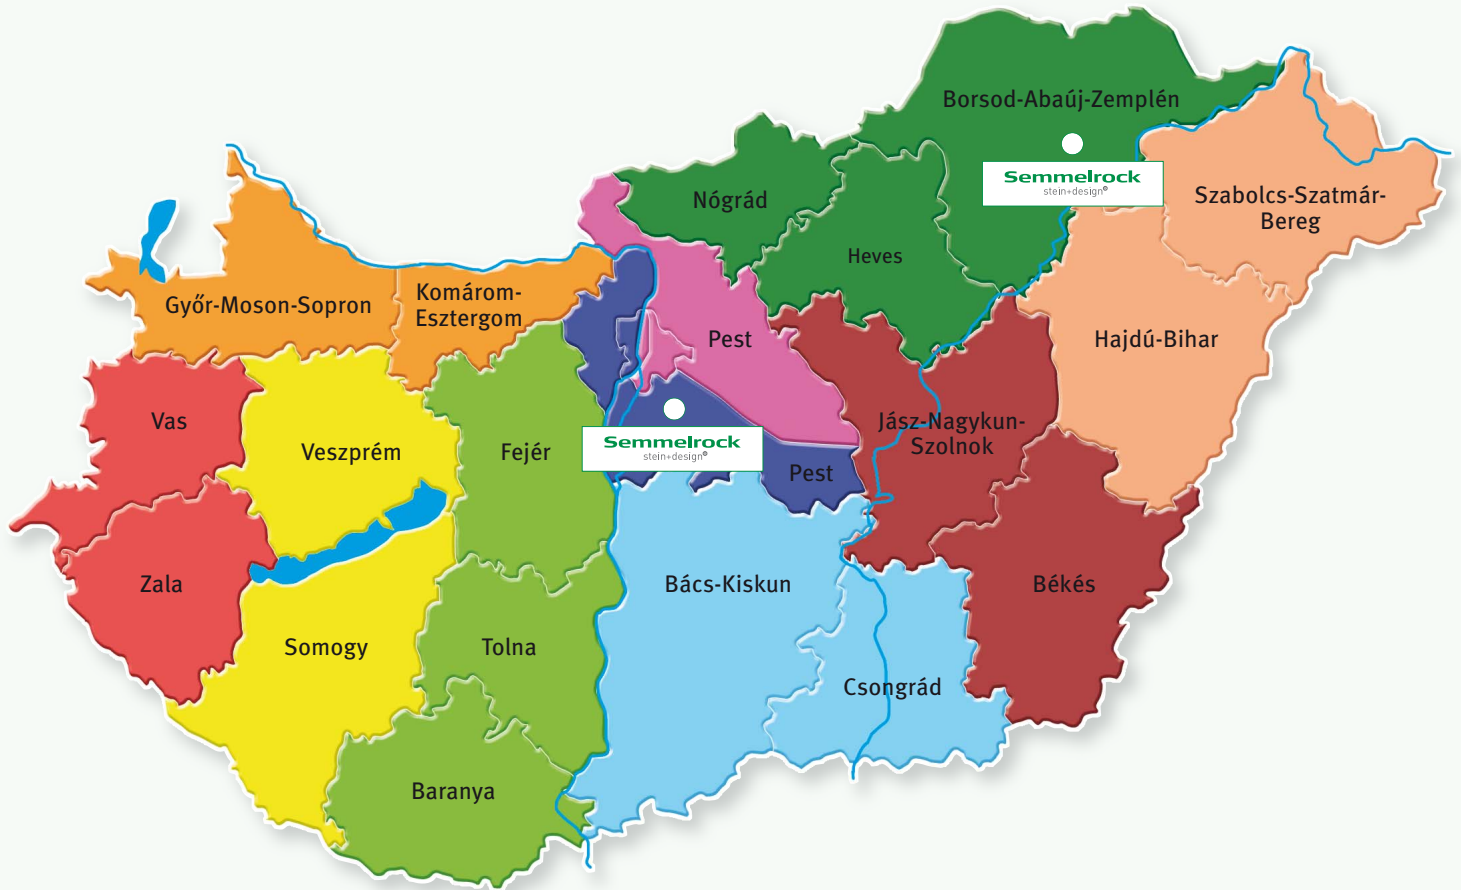 Borsod-Abaúj-Zemplén
Semmelrock
stein+design®
Szabolcs-Szatmár-
Bereg
Nógrád
Heves
Győr-Moson-Sopron
Komárom-
Esztergom
Pest
Hajdú-Bihar
Vas
Veszprém
Fejér
Semmelrock
stein+design®
Pest
Jász-Nagykun-
Szolnok
Zala
Bács-Kiskun
Békés
Somogy
Tolna
Csongrád
Baranya